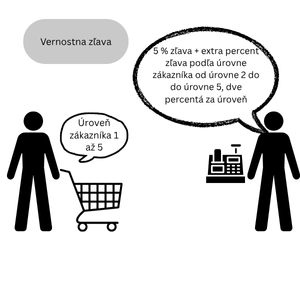 Vernostna zľava
5 % zľava + extra percent
zľava podľa úrovne
zákazníka od úrovne 2 do
do úrovne 5, dve
percentá za úroveň
Úroveň
zákazníka 1
až 5